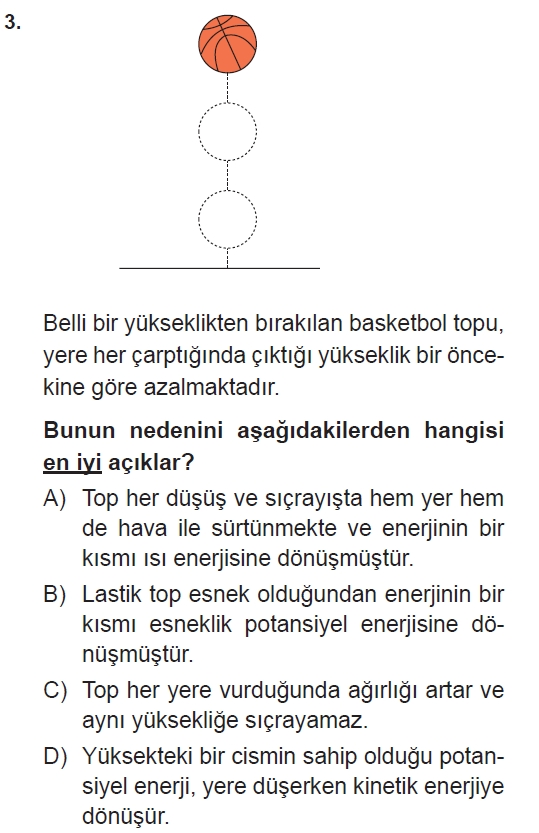 3.
Belli bir yükseklikten bırakılan basketbol topu,
yere her çarptığında çıktığı yükseklik bir önce-
kine göre azalmaktadır.
Bunun nedenini aşağıdakilerden hangisi
en iyi açıklar?
A) Top her düşüş ve sıçrayışta hem yer hem
de hava ile sürtünmekte ve enerjinin bir
kısmı ısı enerjisine dönüşmüştür.
B) Lastik top esnek olduğundan enerjinin bir
kısmı esneklik potansiyel enerjisine dö-
nüşmüştür.
C) Top her yere vurduğunda ağırlığı artar ve
aynı yüksekliğe sıçrayamaz.
D) Yüksekteki bir cismin sahip olduğu potan-
siyel enerji, yere düşerken kinetik enerjiye
dönüşür.